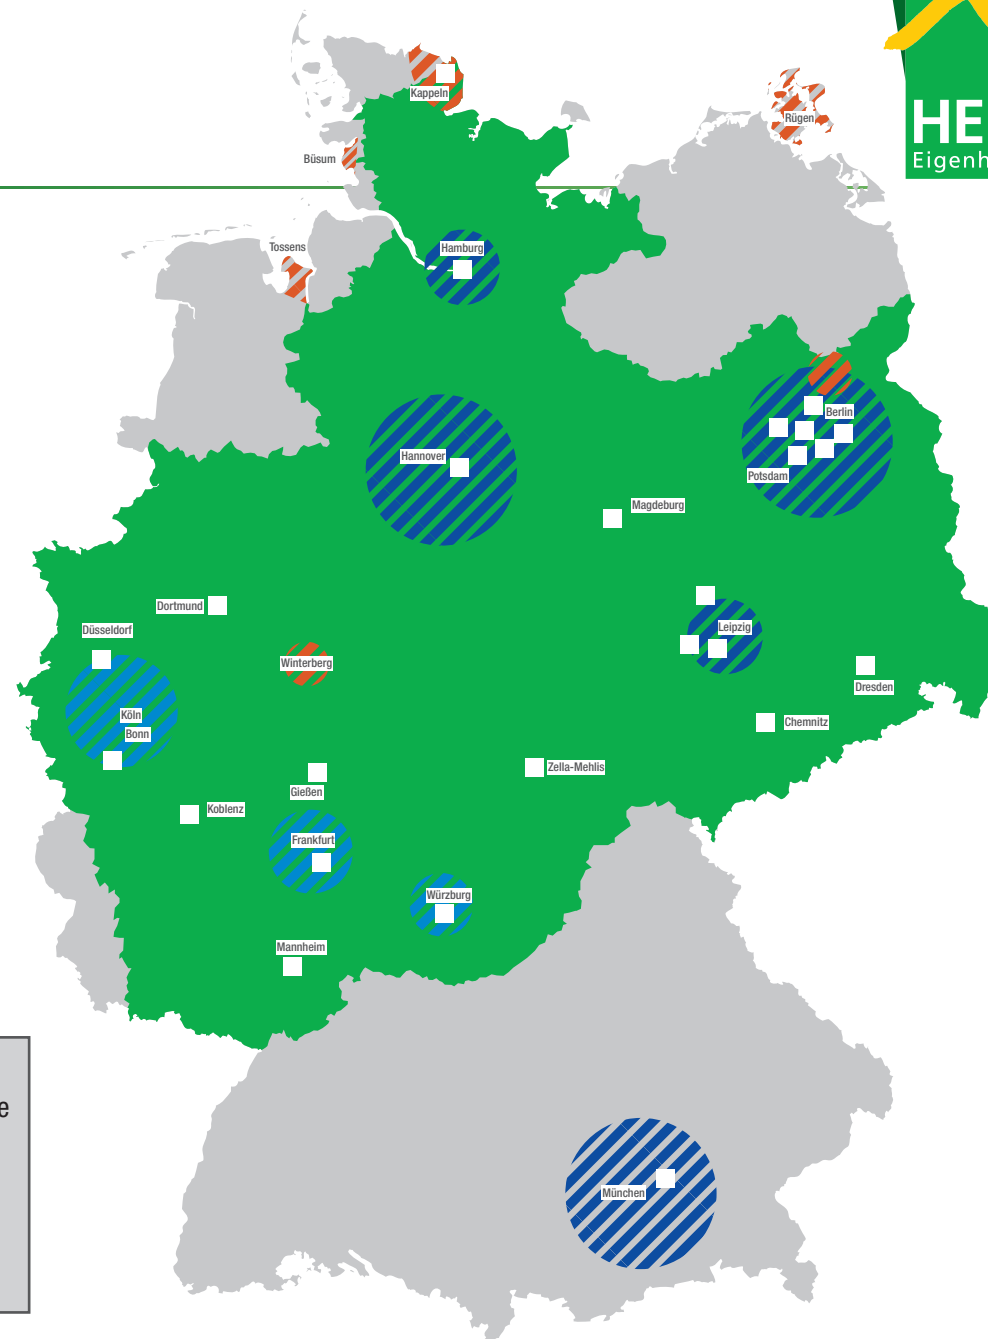 HE
Eigenh
Kappeln
Rügen
Büsum
Tossens
Hamburg
Berlin
Hannover
Potsdam
Magdeburg
Dortmund
Düsseldorf
Leipzig
Winterberg
Dresden
Köln
Chemnitz
Bonn
Zella-Mehlis
Gießen
Koblenz
Frankfurt
Würzburg
Mannheim
e
München